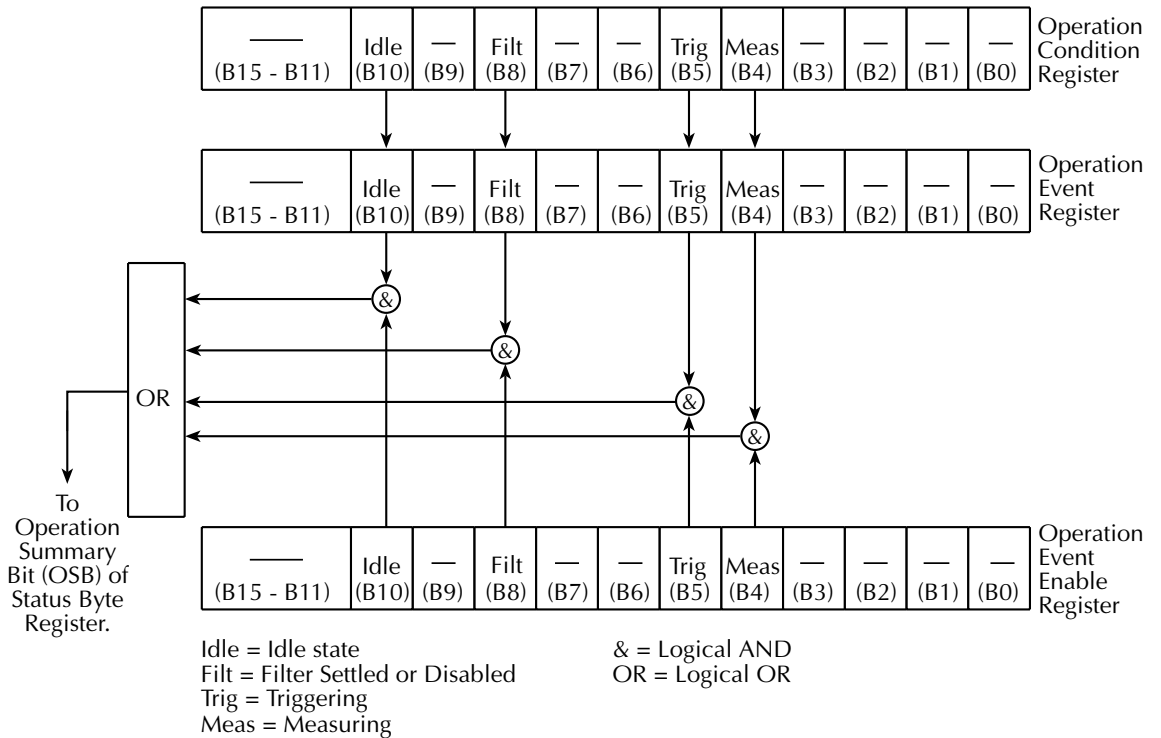 Idle Filt Trig Meas
(B15 - B11) (B10) (B9) (B8) (B7) (B6) (B5) (B4) (B3) (B2) (B1) (B0)
Operation
Condition
Register
Idle Filt Trig Meas
(B15 - B11) (B10) (B9) (B8) (B7) (B6) (B5) (B4) (B3) (B2) (B1) (B0)
Operation
Event
Register
&
&
&
&
OR
To
Operation
Summary
Bit (OSB) of
Status Byte
Register.
Idle Filt Trig Meas
(B15 - B11) (B10) (B9) (B8) (B7) (B6) (B5) (B4) (B3) (B2) (B1) (B0)
Operation
Event
Enable
Register
Idle = Idle state
Filt = Filter Settled or Disabled
Trig = Triggering
Meas = Measuring
& = Logical AND
OR = Logical OR